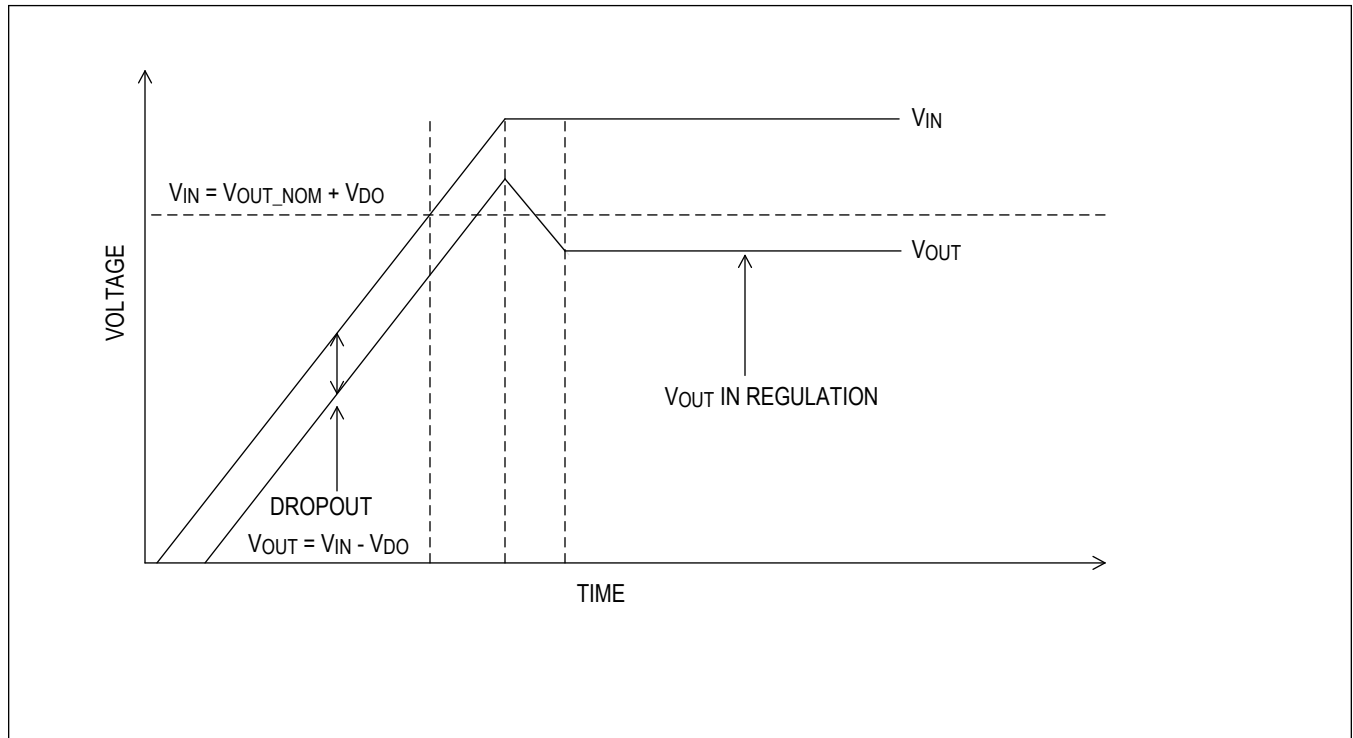 VIN
VIN = VOUT_NOM + VDO
VOUT
VOLTAGE
VOUT IN REGULATION
DROPOUT
VOUT = VIN - VDO
TIME